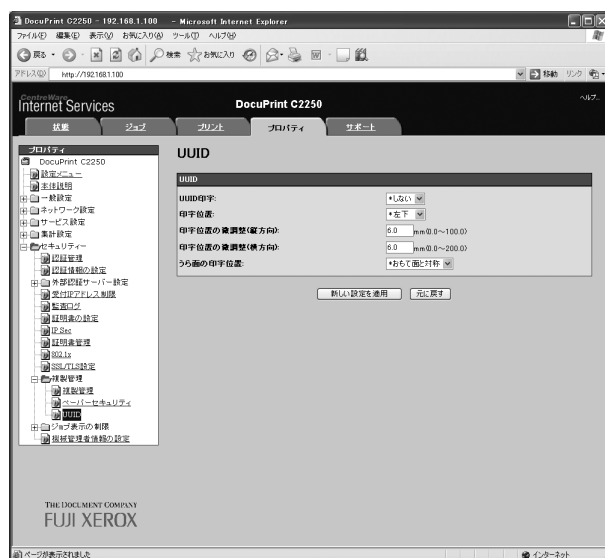 DocuPrint C2250 - 192.168.1.100 - Microsoft Internet Explorer
ファイル(F) 編集(E) 表示(V) お気に入り(A) ツール(T) ヘルプ(H)
戻る 検索 お気に入り
アドレス(D) http://192.168.1.100 移動 リンク
CentreWare
Internet Services
DocuPrint C2250
ヘルプ...
状態 ジョブ プリント プロパティ サポート
プロパティ
DocuPrint C2250
設定メニュー
本体説明
一般設定
ネットワーク設定
サービス設定
集計設定
セキュリティー
認証管理
認証情報の設定
外部認証サーバー設定
受付IPアドレス制限
監査ログ
証明書の設定
IP Sec
証明書管理
802.1x
SSL/TLS設定
複製管理
複製管理
ペーパーセキュリティ
UUID
ジョブ表示の制限
機械管理者情報の設定
UUID
UUID
UUID印字: *しない
印字位置: *左下
印字位置の微調整(縦方向): 6.0 mm(0.0～100.0)
印字位置の微調整(横方向): 6.0 mm(0.0～200.0)
うら面の印字位置: *おもて面と対称
新しい設定を適用 元に戻す
THE DOCUMENT COMPANY
FUJI XEROX
ページが表示されました インターネット